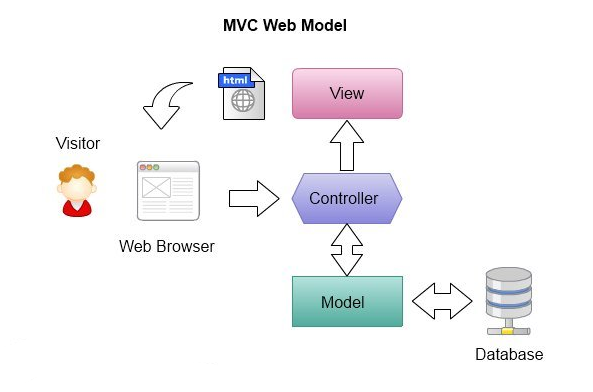 MVC Web Model
html
View
Visitor
Controller
Web Browser
Model
Database